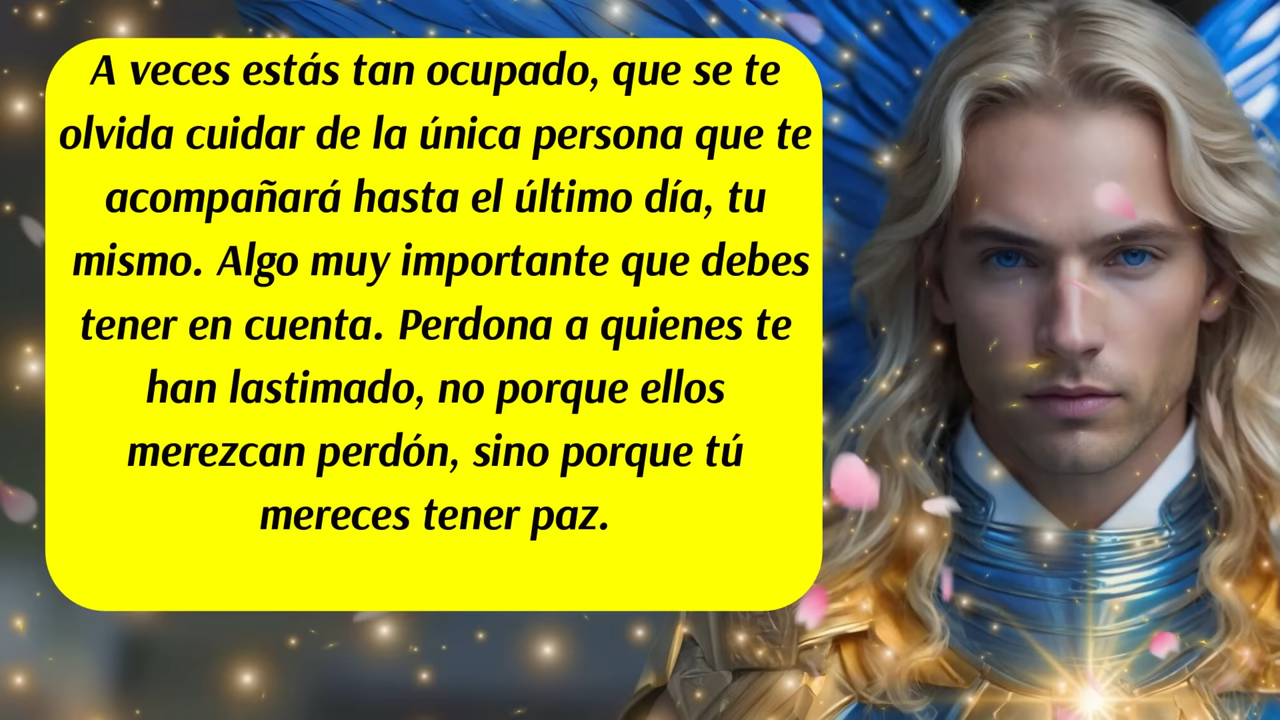 A veces estás tan ocupado, que se te
olvida cuidar de la única persona que te
acompañará hasta el último día, tu
mismo. Algo muy importante que debes
tener en cuenta. Perdona a quienes te
han lastimado, no porque ellos
merezcan perdón, sino porque tú
mereces tener paz.